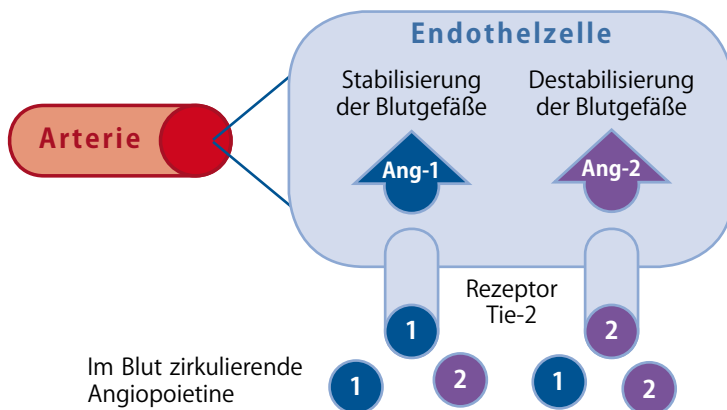 Endothelzelle
Stabilisierung
der Blutgefäße
Destabilisierung
der Blutgefäße
Arterie
Ang-1
Ang-2
Rezeptor
Tie-2
1
2
Im Blut zirkulierende
Angiopoietine
1
2
1
2